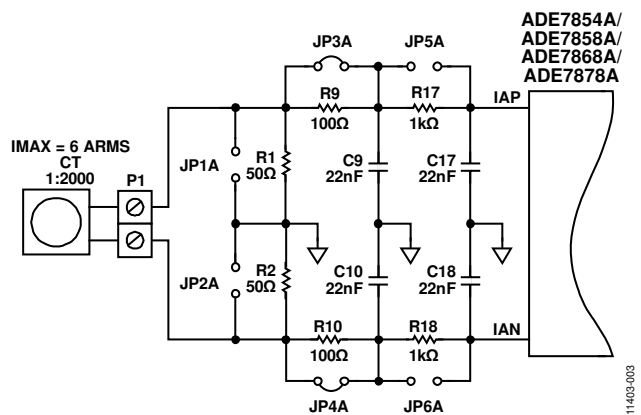 ADE7854A/
ADE7858A/
ADE7868A/
ADE7878A
JP3A
JP5A
R9
100Ω
R17
1kΩ
IAP
IMAX = 6 ARMS
CT
1:2000
P1
JP1A
R1
50Ω
C9
22nF
C17
22nF
JP2A
R2
50Ω
C10
22nF
C18
22nF
R10
100Ω
R18
1kΩ
IAN
JP4A
JP6A
11403-003